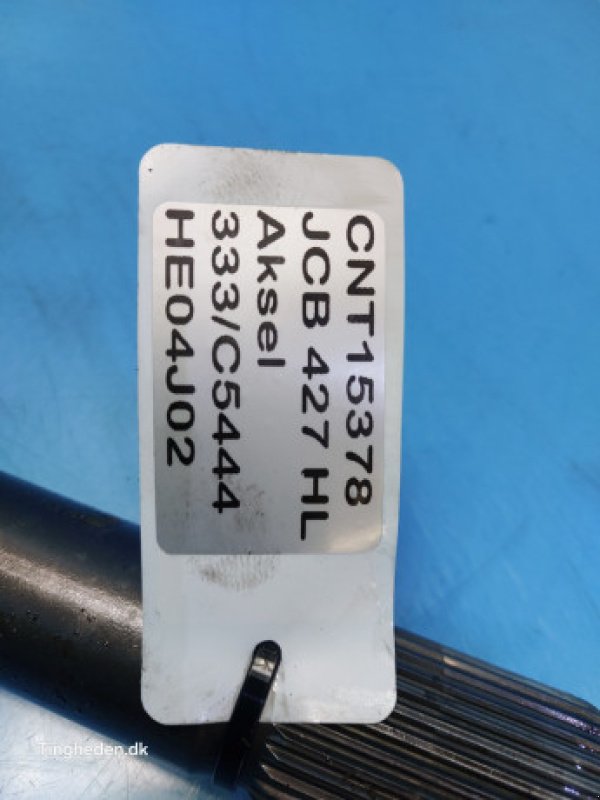 CNT15378
JCB 427 HL
Aksel
333/C5444
HE04J02
Tingheden.dk